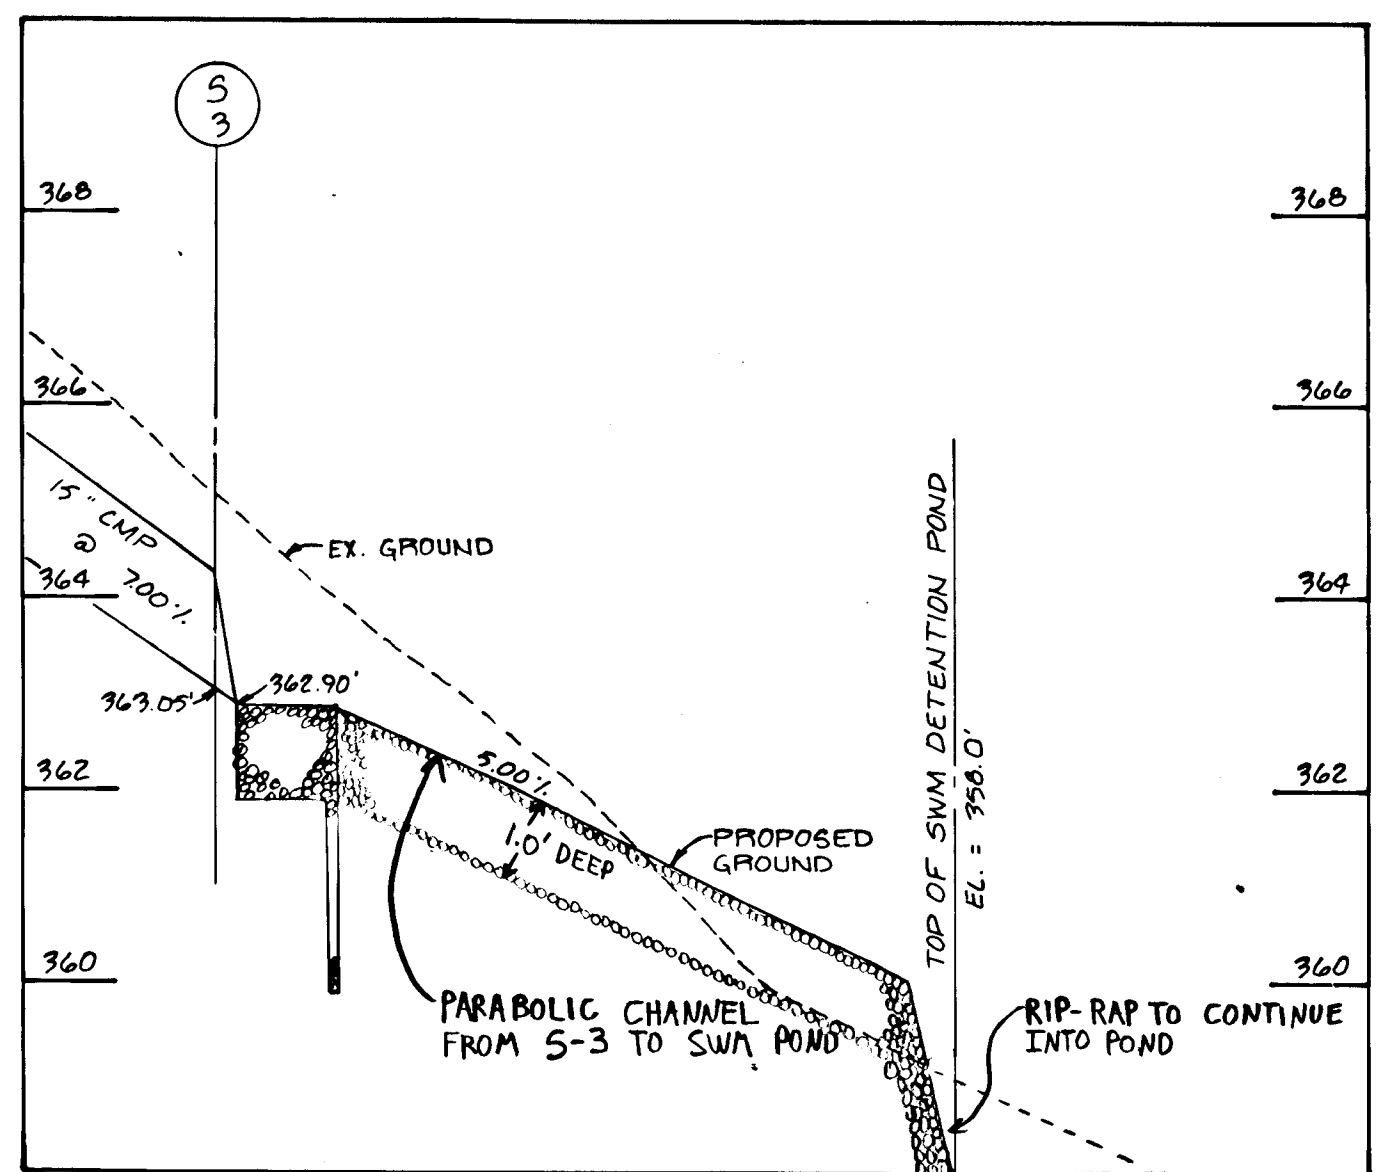 S
3
368
368
366
366
15" CMP
@
7.00%
EX. GROUND
364
364
363.05'
362.90'
362
362
5.00%
1.0' DEEP
PROPOSED
GROUND
TOP OF SWM DETENTION POND
EL. = 358.0'
360
360
PARABOLIC CHANNEL
FROM S-3 TO SWM POND
RIP-RAP TO CONTINUE
INTO POND